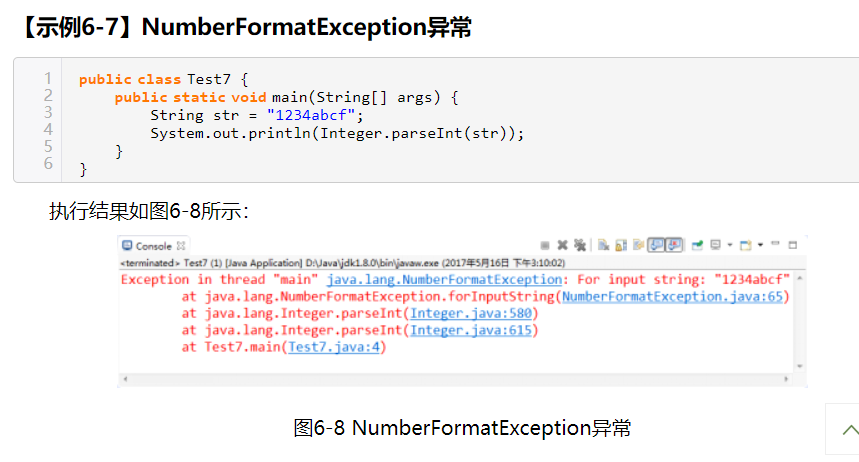 【示例6-7】NumberFormatException异常
1 public class Test7 {
2     public static void main(String[] args) {
3         String str = "1234abcf";
4         System.out.println(Integer.parseInt(str));
5     }
6 }
执行结果如图6-8所示：
Console
<terminated> Test7 (1) [Java Application] D:\Java\jdk1.8.0\bin\javaw.exe (2017年5月16日 下午3:10:02)
Exception in thread "main" java.lang.NumberFormatException: For input string: "1234abcf"
        at java.lang.NumberFormatException.forInputString(NumberFormatException.java:65)
        at java.lang.Integer.parseInt(Integer.java:580)
        at java.lang.Integer.parseInt(Integer.java:615)
        at Test7.main(Test7.java:4)
图6-8 NumberFormatException异常